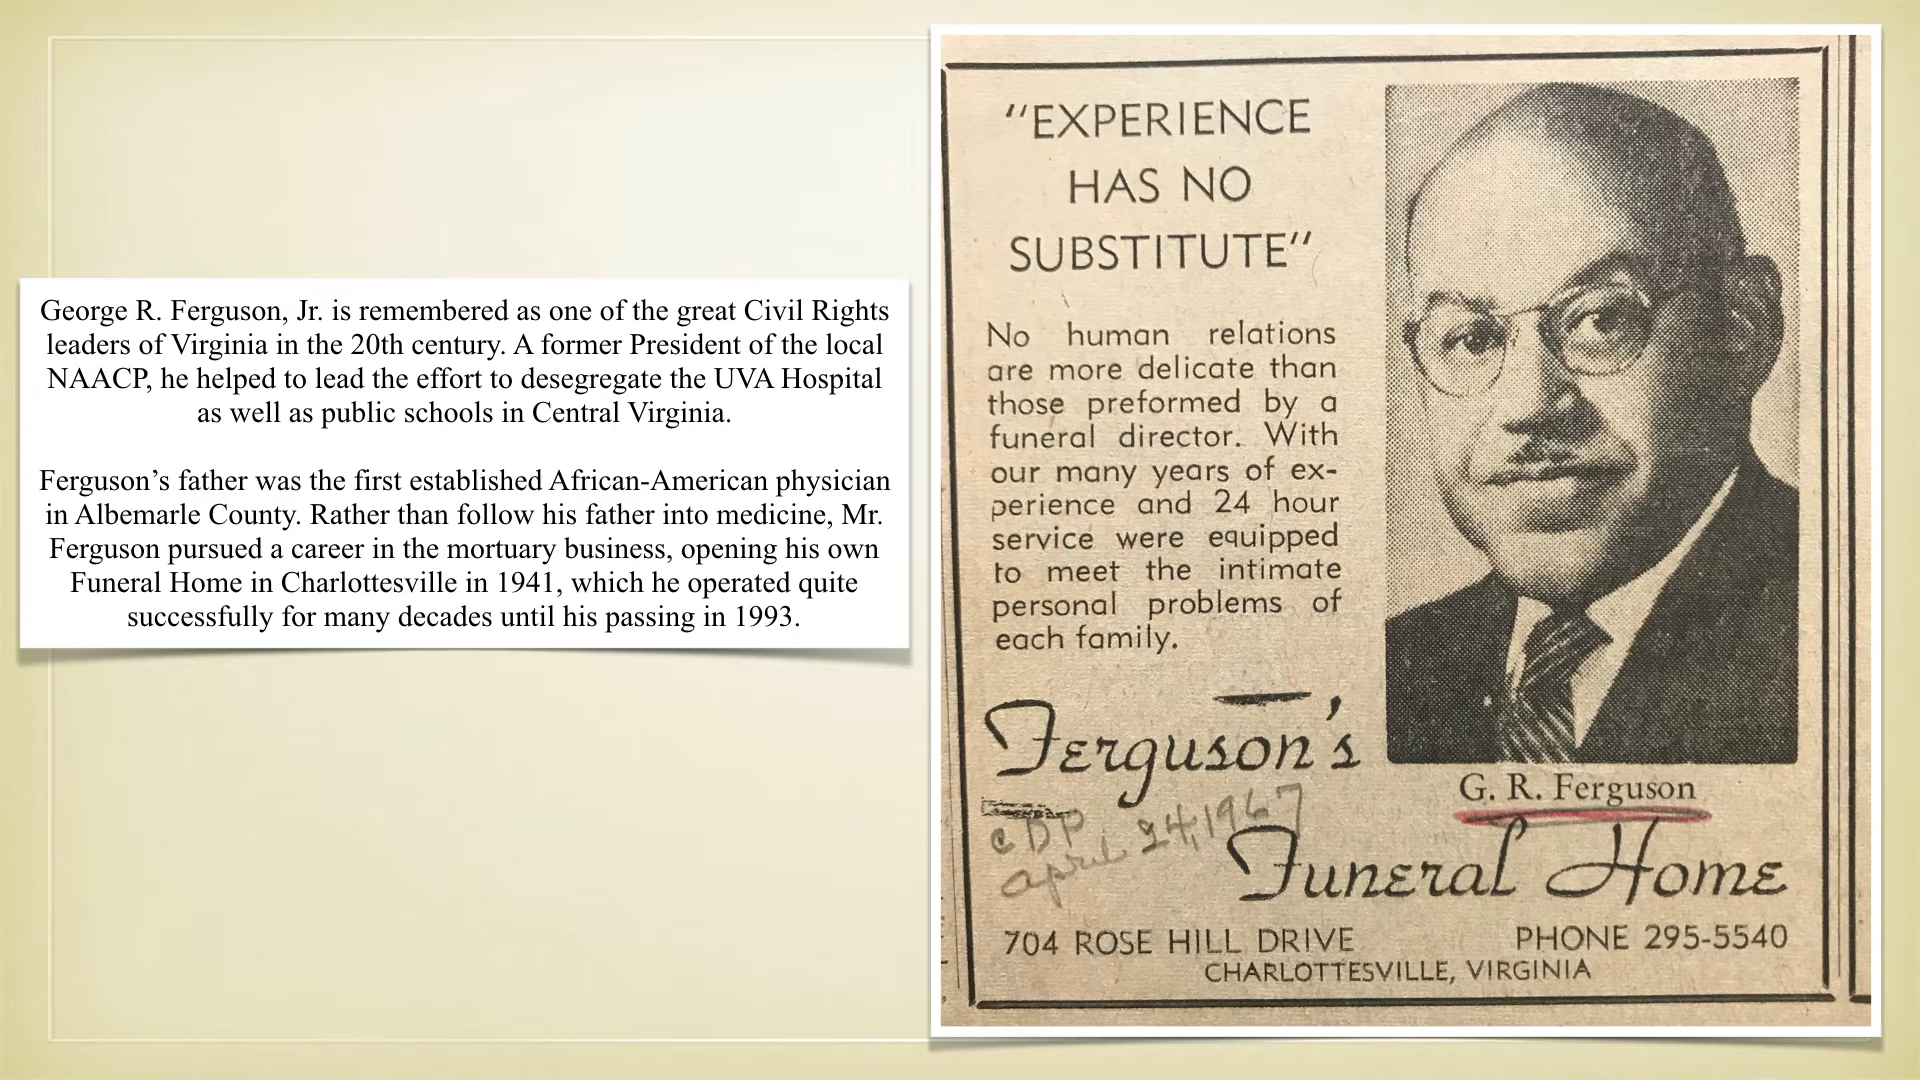 George R. Ferguson, Jr. is remembered as one of the great Civil Rights
leaders of Virginia in the 20th century. A former President of the local
NAACP, he helped to lead the effort to desegregate the UVA Hospital
as well as public schools in Central Virginia.
Ferguson’s father was the first established African-American physician
in Albemarle County. Rather than follow his father into medicine, Mr.
Ferguson pursued a career in the mortuary business, opening his own
Funeral Home in Charlottesville in 1941, which he operated quite
successfully for many decades until his passing in 1993.
"EXPERIENCE
HAS NO
SUBSTITUTE"
No human relations
are more delicate than
those preformed by a
funeral director. With
our many years of ex-
perience and 24 hour
service were equipped
to meet the intimate
personal problems of
each family.
Ferguson's
G. R. Ferguson
CDP
april 24, 1967
Funeral Home
704 ROSE HILL DRIVE PHONE 295-5540
CHARLOTTESVILLE, VIRGINIA